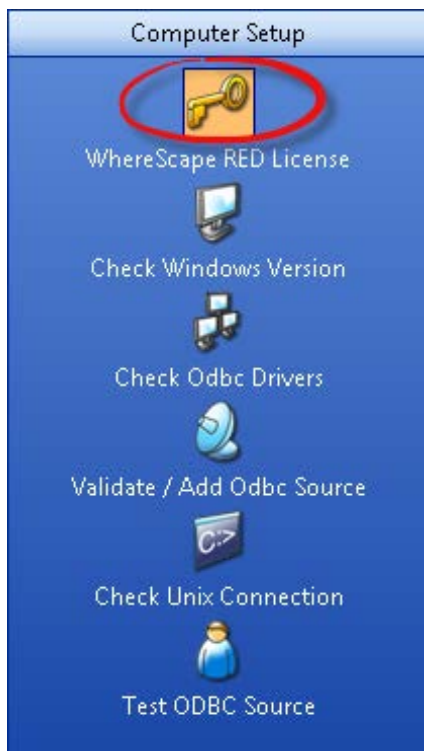 Computer Setup
WhereScape RED License
Check Windows Version
Check Odbc Drivers
Validate / Add Odbc Source
C:>
Check Unix Connection
Test ODBC Source